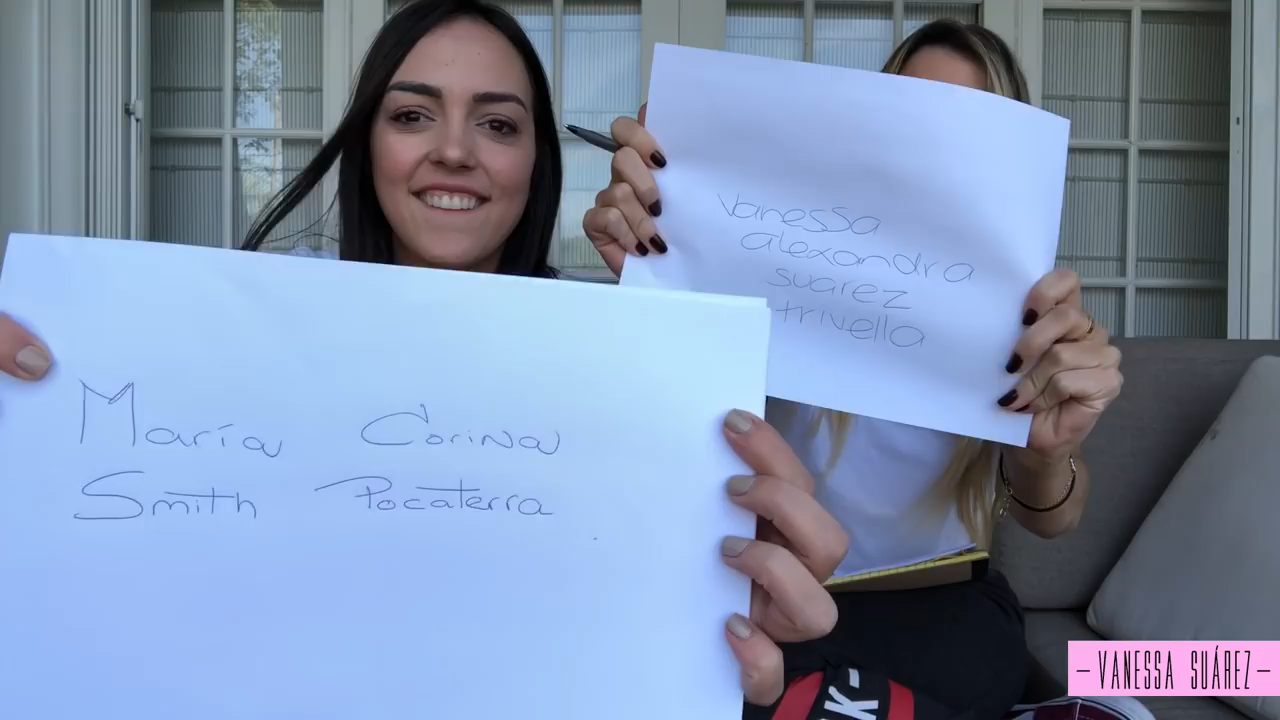 María Corina
Smith Pocaterra
vanessa
alexandra
suarez
trivella
K-
-VANESSA SUÁREZ-